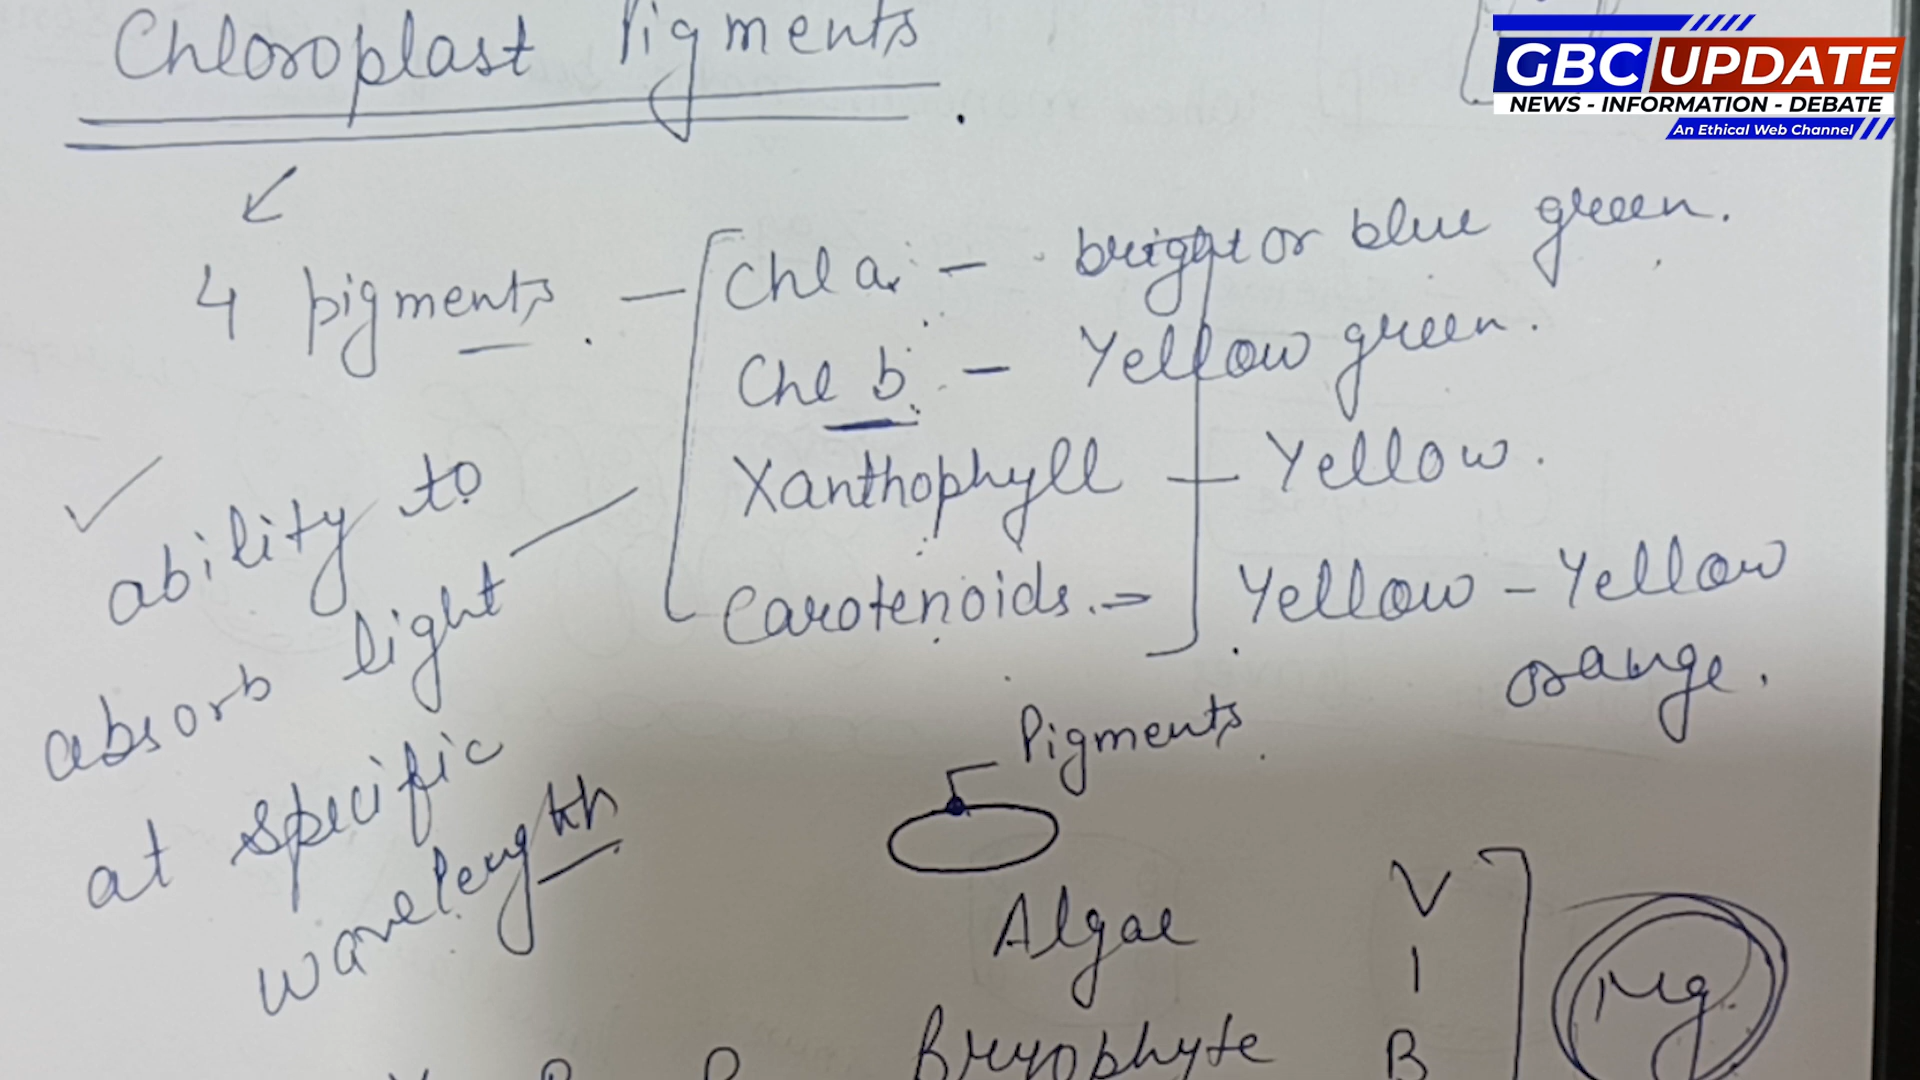 Chloroplast Pigments
GBC UPDATE
NEWS - INFORMATION - DEBATE
An Ethical Web Channel
4 pigments - Chl a - bright or blue green.
Chl b - Yellow green.
Xanthophyll - Yellow.
Carotenoids - Yellow - Yellow
orange.
ability to
absorb light
at specific
wavelength
Pigments
Algae
Bryophyte
V
I
B
Mg